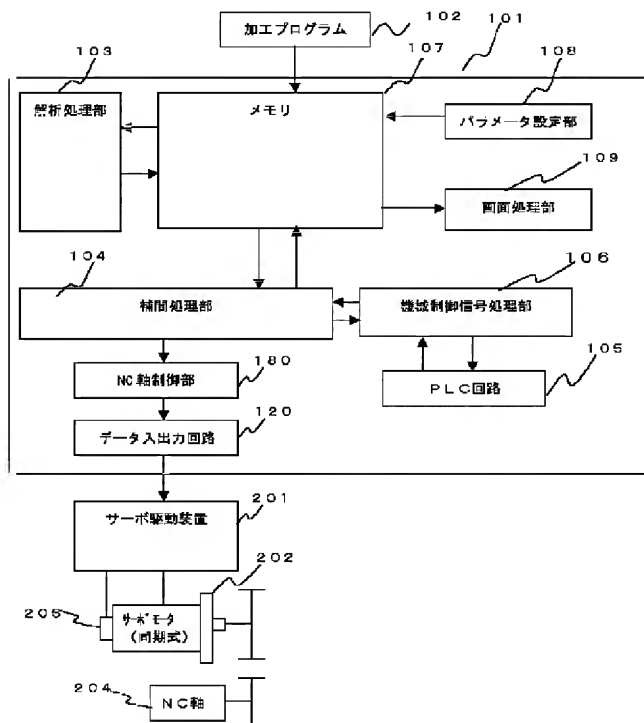 加工プログラム
102
101
103
107
108
解析処理部
メモリ
パラメータ設定部
109
画面処理部
104
106
補間処理部
機械制御信号処理部
180
105
NC軸制御部
PLC回路
120
データ入出力回路
201
サーボ駆動装置
202
205
サーボモータ
(同期式)
204
NC軸